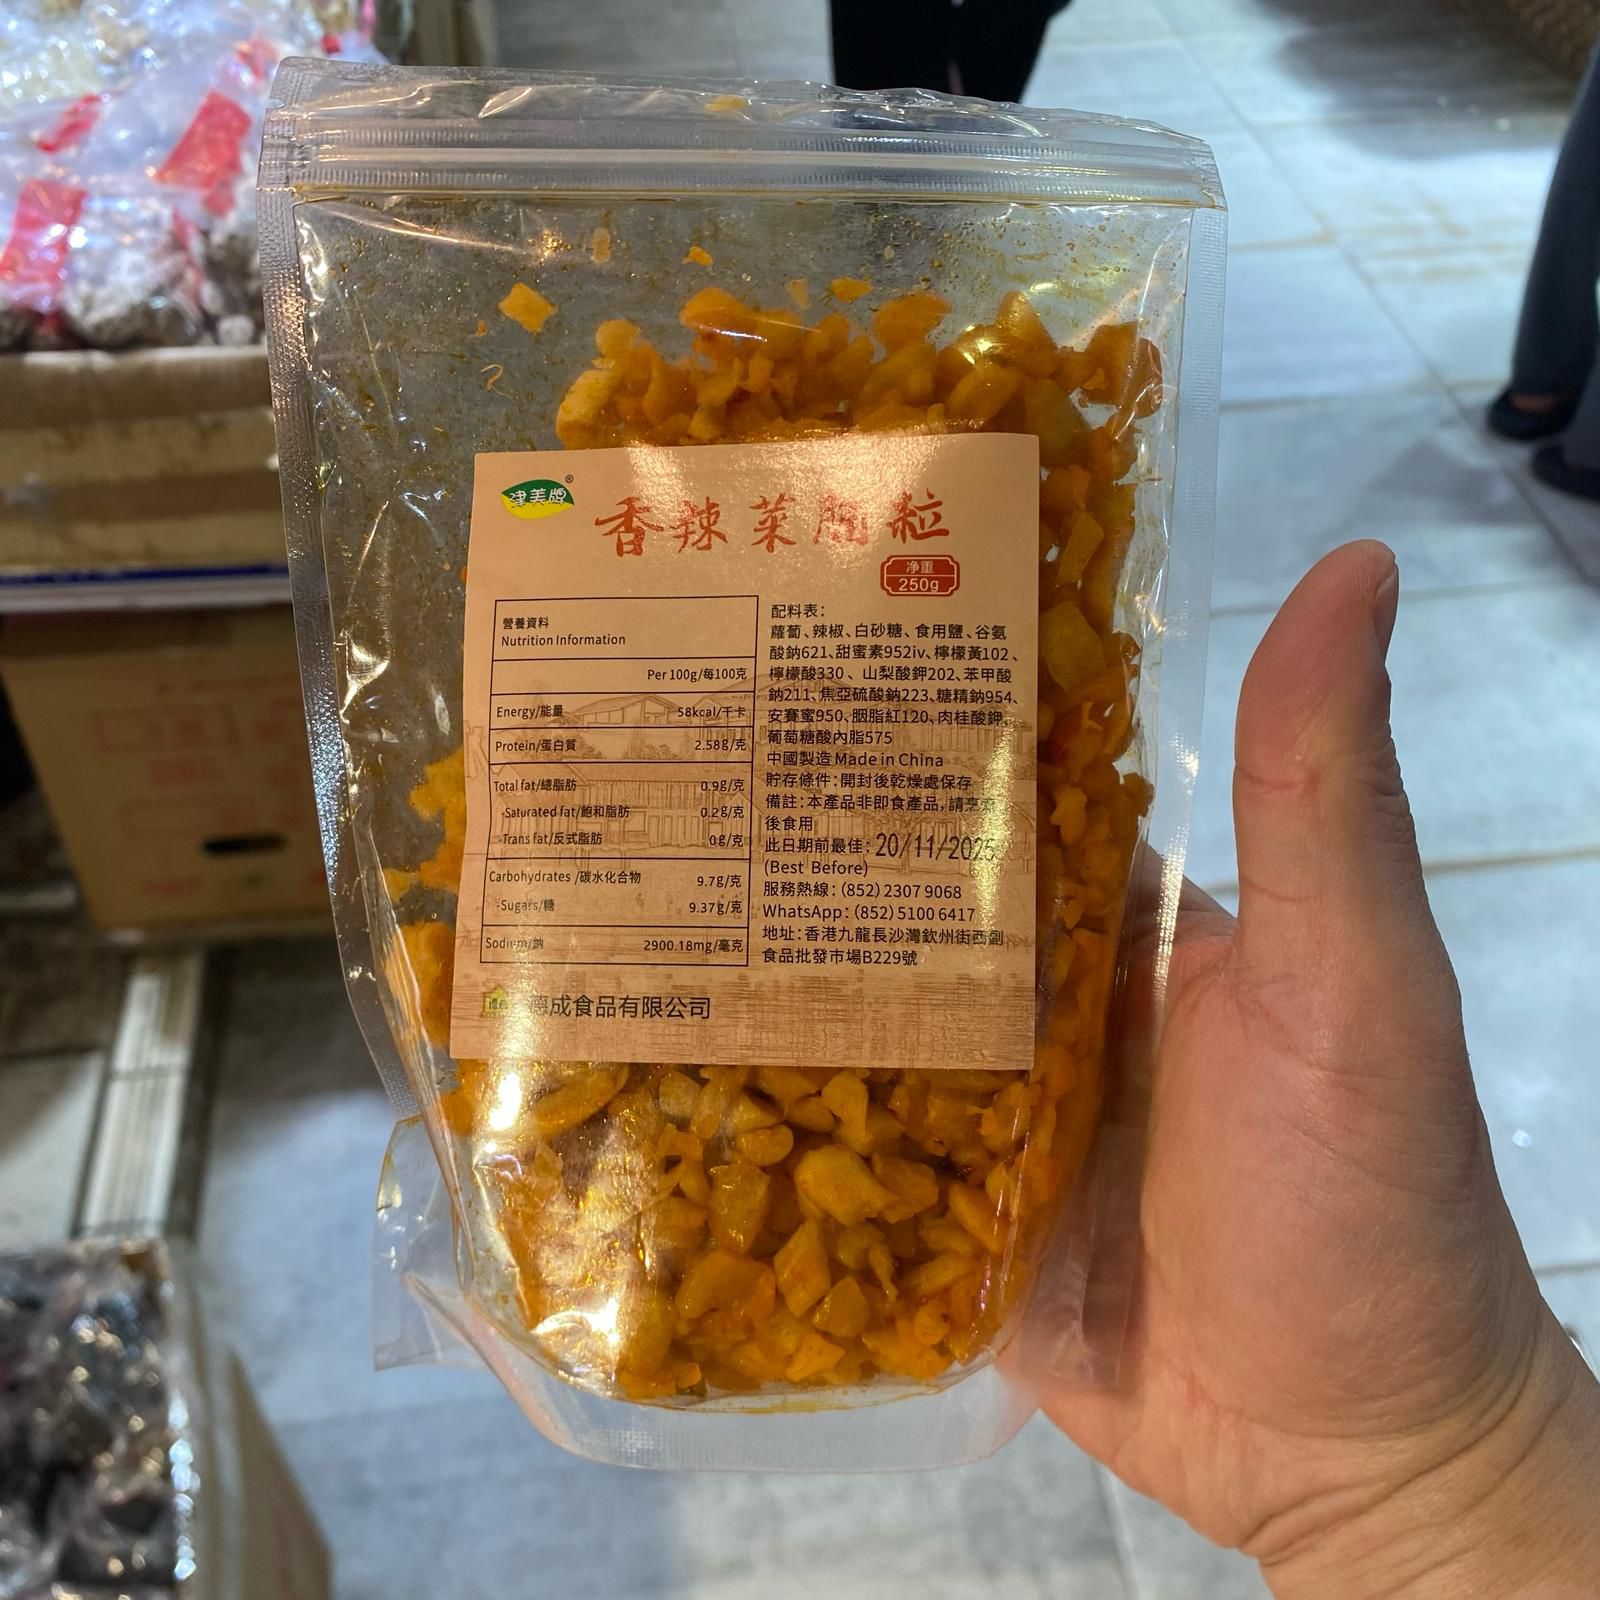 津美牌®
香辣菜脯粒
净重
250g
營養資料
Nutrition Information
Per 100g/每100克
Energy/能量 58kcal/千卡
Protein/蛋白質 2.58g/克
Total fat/總脂肪 0.9g/克
-Saturated fat/飽和脂肪 0.2g/克
-Trans fat/反式脂肪 0g/克
Carbohydrates /碳水化合物 9.7g/克
-Sugars/糖 9.37g/克
Sodium/鈉 2900.18mg/毫克
配料表：
蘿蔔、辣椒、白砂糖、食用鹽、谷氨
酸鈉621、甜蜜素952iv、檸檬黃102、
檸檬酸330、山梨酸鉀202、苯甲酸
鈉211、焦亞硫酸鈉223、糖精鈉954、
安賽蜜950、胭脂紅120、肉桂酸鉀、
葡萄糖酸內脂575
中國製造 Made in China
貯存條件：開封後乾燥處保存
備註：本產品非即食產品，請烹煮
後食用
此日期前最佳：20/11/2025
(Best Before)
服務熱線：(852) 2307 9068
WhatsApp：(852) 5100 6417
地址：香港九龍長沙灣欽州街西副
食品批發市場B229號
德成食品有限公司